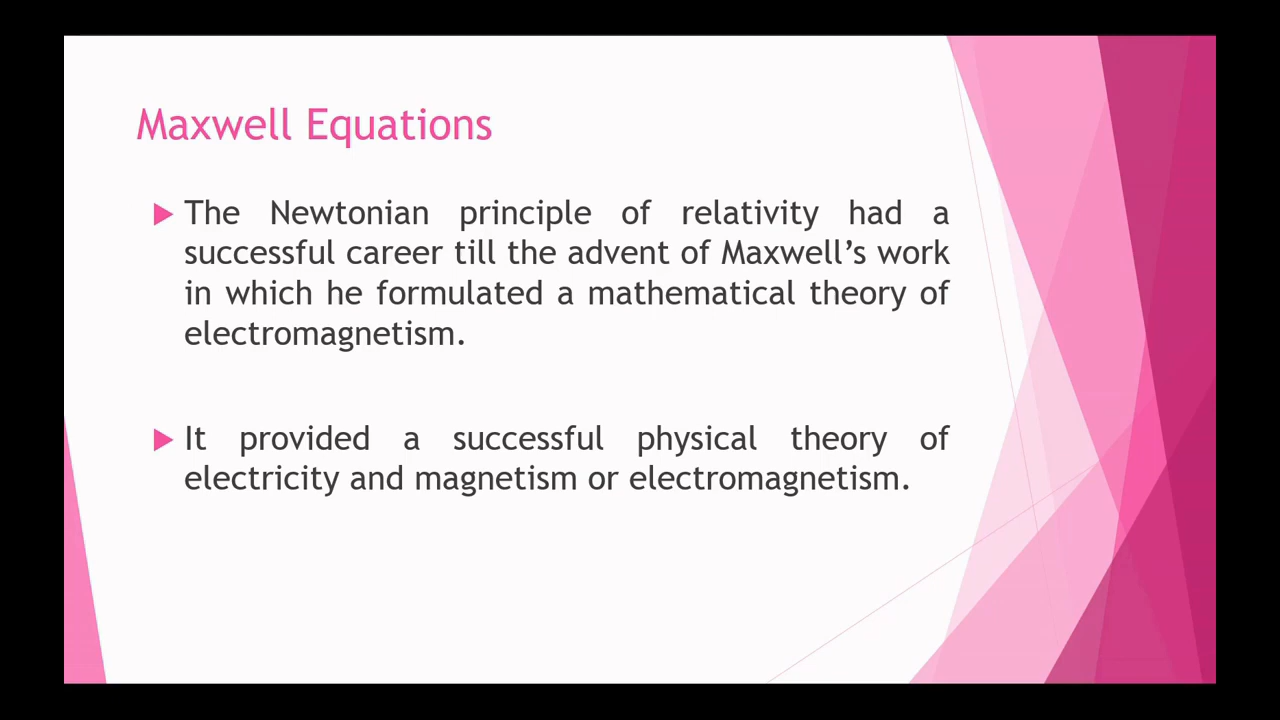 Maxwell Equations
The Newtonian principle of relativity had a
successful career till the advent of Maxwell’s work
in which he formulated a mathematical theory of
electromagnetism.
It provided a successful physical theory of
electricity and magnetism or electromagnetism.